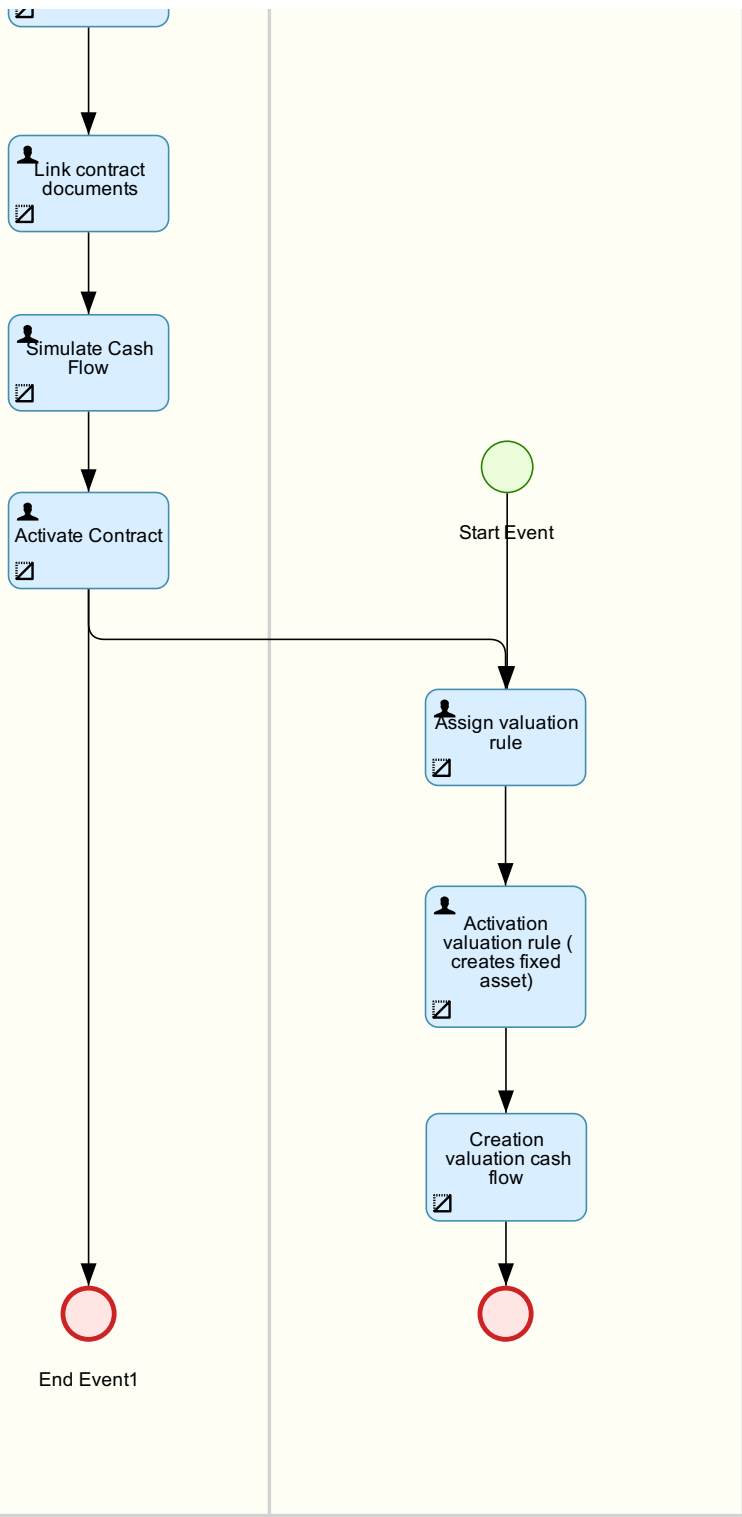 Link contract
documents
Simulate Cash
Flow
Activate Contract
End Event1
Start Event
Assign valuation
rule
Activation
valuation rule (
creates fixed
asset)
Creation
valuation cash
flow